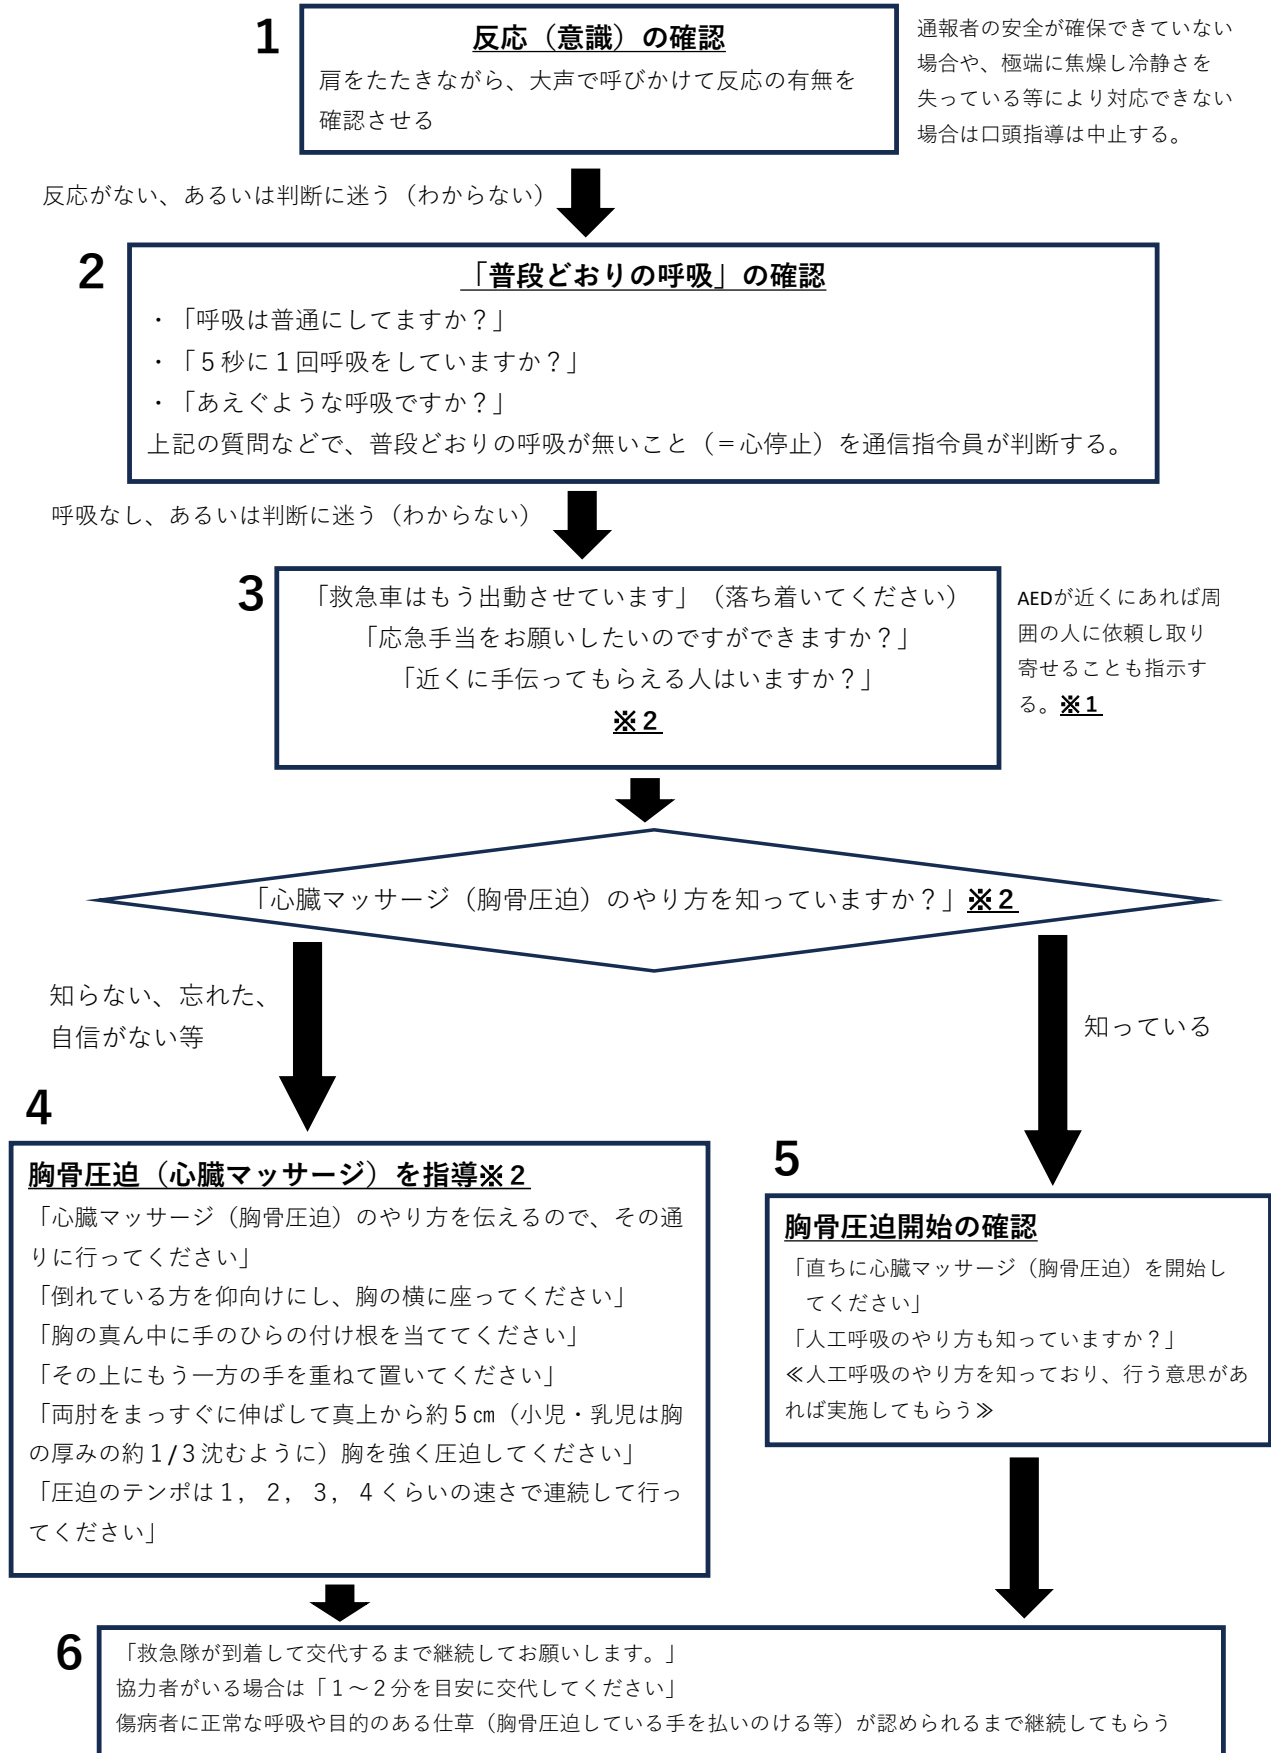 1
反応（意識）の確認
肩をたたきながら、大声で呼びかけて反応の有無を
確認させる
通報者の安全が確保できていない
場合や、極端に焦燥し冷静さを
失っている等により対応できない
場合は口頭指導は中止する。
反応がない、あるいは判断に迷う（わからない）
2
「普段どおりの呼吸」の確認
・「呼吸は普通にしてますか？」
・「５秒に１回呼吸をしていますか？」
・「あえぐような呼吸ですか？」
上記の質問などで、普段どおりの呼吸が無いこと（＝心停止）を通信指令員が判断する。
呼吸なし、あるいは判断に迷う（わからない）
3
「救急車はもう出動させています」（落ち着いてください）
「応急手当をお願いしたいのですができますか？」
「近くに手伝ってもらえる人はいますか？」
※２
AEDが近くにあれば周
囲の人に依頼し取り
寄せることも指示す
る。※１
「心臓マッサージ（胸骨圧迫）のやり方を知っていますか？」※２
知らない、忘れた、
自信がない等
知っている
4
胸骨圧迫（心臓マッサージ）を指導※２
「心臓マッサージ（胸骨圧迫）のやり方を伝えるので、その通
りに行ってください」
「倒れている方を仰向けにし、胸の横に座ってください」
「胸の真ん中に手のひらの付け根を当ててください」
「その上にもう一方の手を重ねて置いてください」
「両肘をまっすぐに伸ばして真上から約５㎝（小児・乳児は胸
の厚みの約１/３沈むように）胸を強く圧迫してください」
「圧迫のテンポは１，２，３，４くらいの速さで連続して行っ
てください」
5
胸骨圧迫開始の確認
「直ちに心臓マッサージ（胸骨圧迫）を開始し
てください」
「人工呼吸のやり方も知っていますか？」
≪人工呼吸のやり方を知っており、行う意思があ
れば実施してもらう≫
6
「救急隊が到着して交代するまで継続してお願いします。」
協力者がいる場合は「１～２分を目安に交代してください」
傷病者に正常な呼吸や目的のある仕草（胸骨圧迫している手を払いのける等）が認められるまで継続してもらう